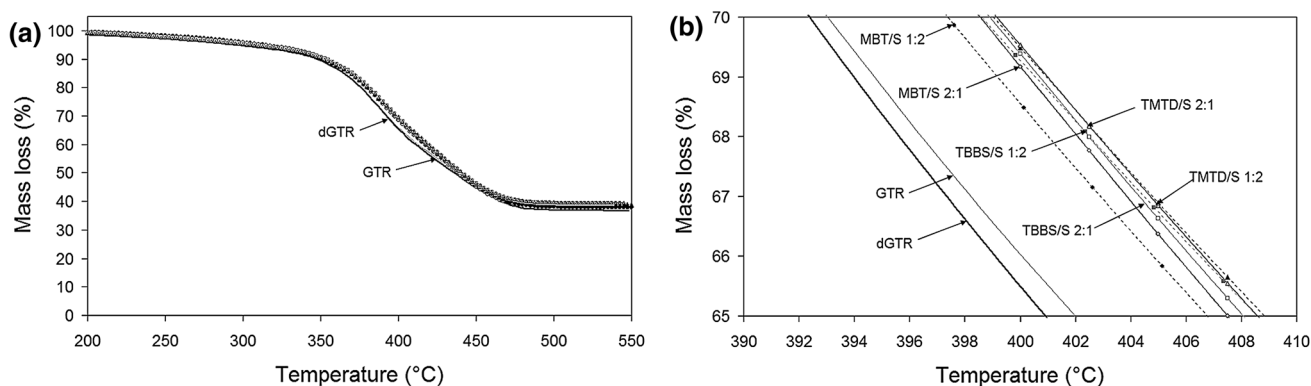 (a)
Mass loss (%)
100
90
80
70
60
50
40
30
20
10
0
dGTR
GTR
200
250
300
350
400
450
500
550
Temperature (°C)
(b)
Mass loss (%)
70
69
68
67
66
65
MBT/S 1:2
MBT/S 2:1
TMTD/S 2:1
TBBS/S 1:2
TMTD/S 1:2
GTR
TBBS/S 2:1
dGTR
390
392
394
396
398
400
402
404
406
408
410
Temperature (°C)